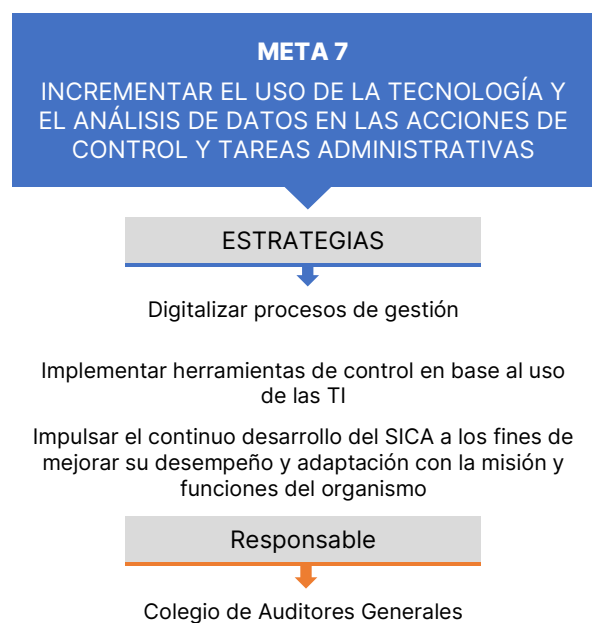 META 7
INCREMENTAR EL USO DE LA TECNOLOGÍA Y
EL ANÁLISIS DE DATOS EN LAS ACCIONES DE
CONTROL Y TAREAS ADMINISTRATIVAS
ESTRATEGIAS
Digitalizar procesos de gestión
Implementar herramientas de control en base al uso
de las TI
Impulsar el continuo desarrollo del SICA a los fines de
mejorar su desempeño y adaptación con la misión y
funciones del organismo
Responsable
Colegio de Auditores Generales